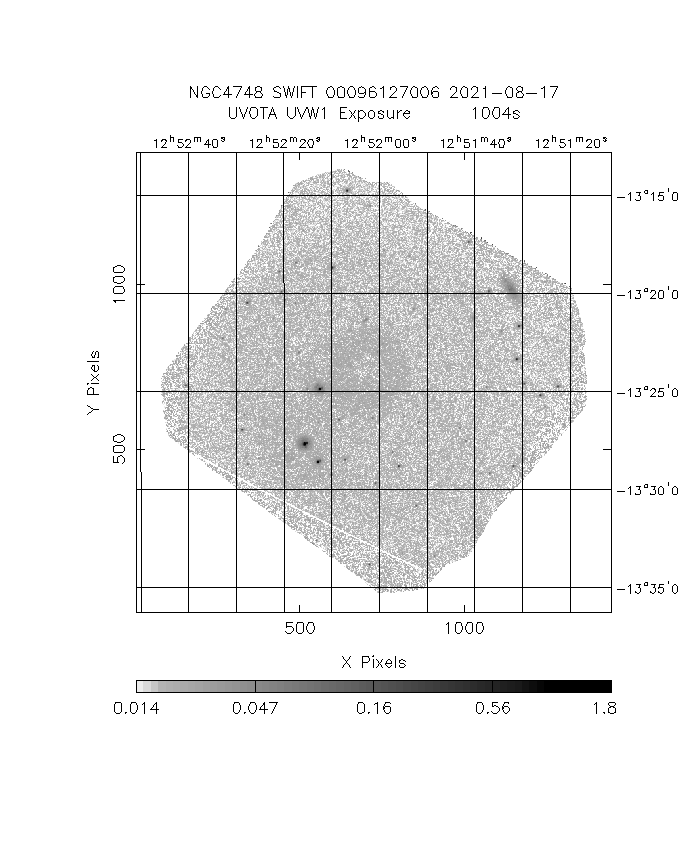 NGC4748 SWIFT 00096127006 2021-08-17
UVOTA UVW1 Exposure 1004s
12ʰ52ᵐ40ˢ 12ʰ52ᵐ20ˢ 12ʰ52ᵐ00ˢ 12ʰ51ᵐ40ˢ 12ʰ51ᵐ20ˢ
-13°15'0
1000
-13°20'0
Y Pixels
-13°25'0
500
-13°30'0
-13°35'0
500 1000
X Pixels
0.014 0.047 0.16 0.56 1.8